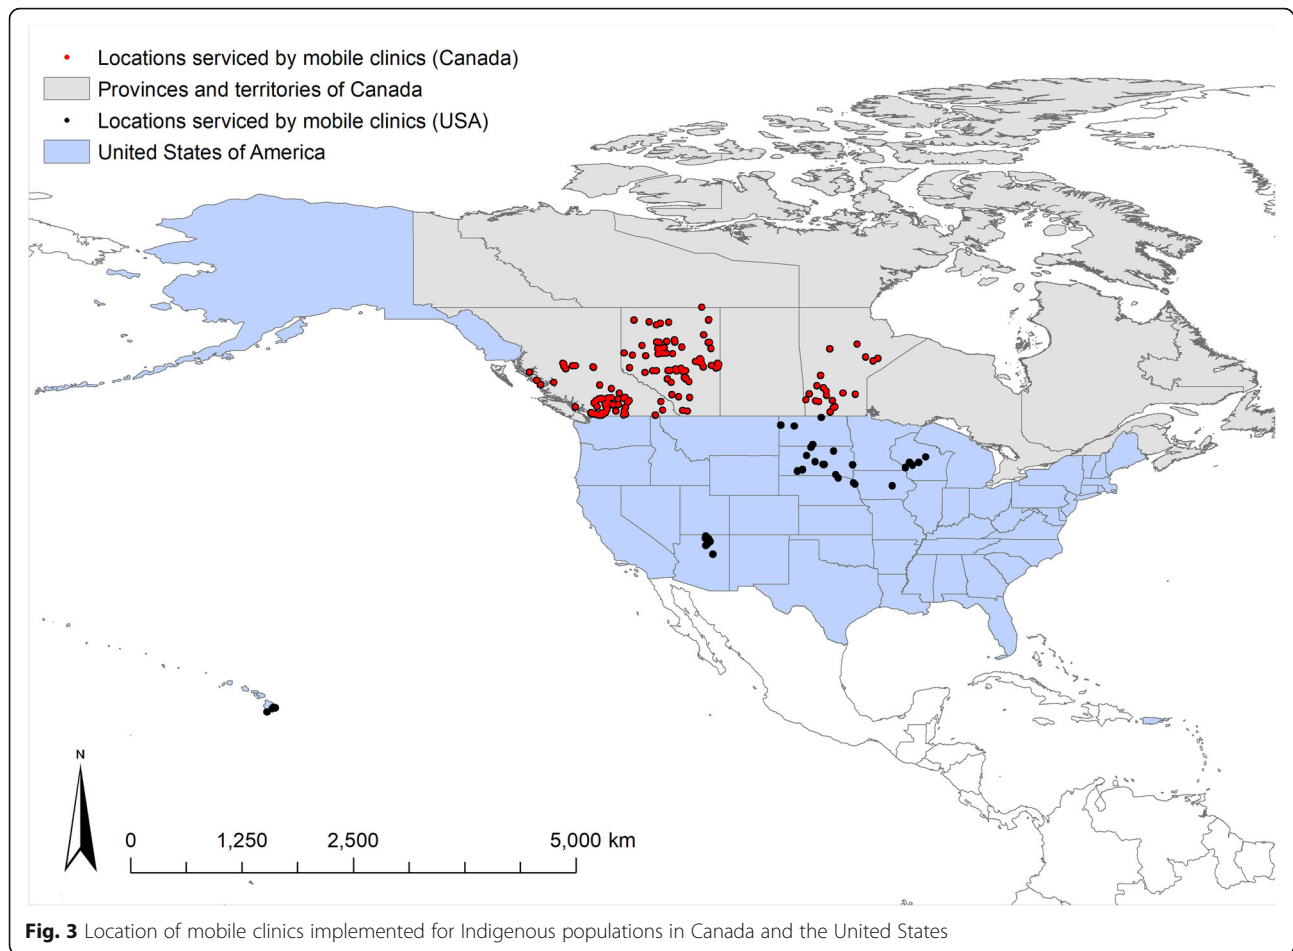 Locations serviced by mobile clinics (Canada)
Provinces and territories of Canada
Locations serviced by mobile clinics (USA)
United States of America
N
0 1,250 2,500 5,000 km
Fig. 3 Location of mobile clinics implemented for Indigenous populations in Canada and the United States